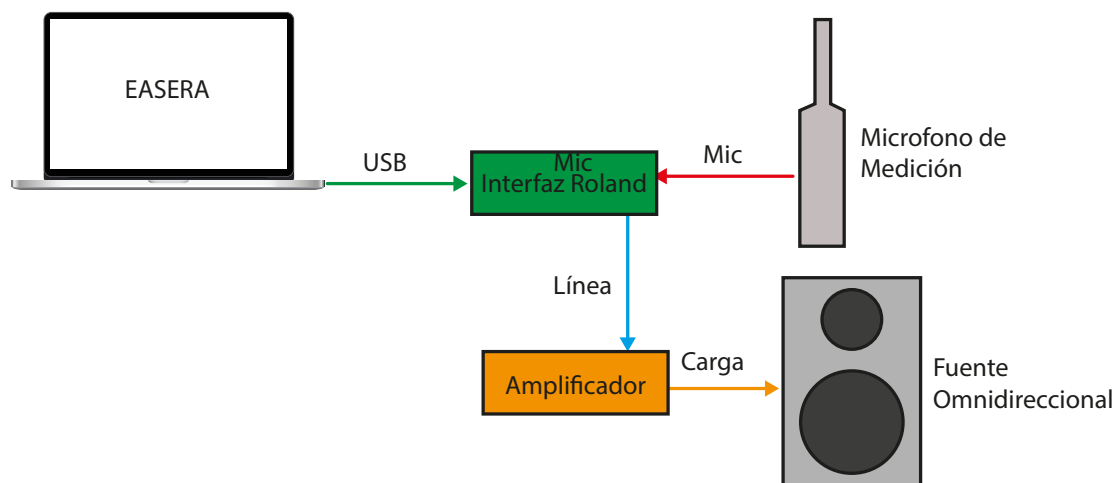 EASERA
USB
Mic
Interfaz Roland
Mic
Microfono de
Medición
Línea
Amplificador
Carga
Fuente
Omnidireccional